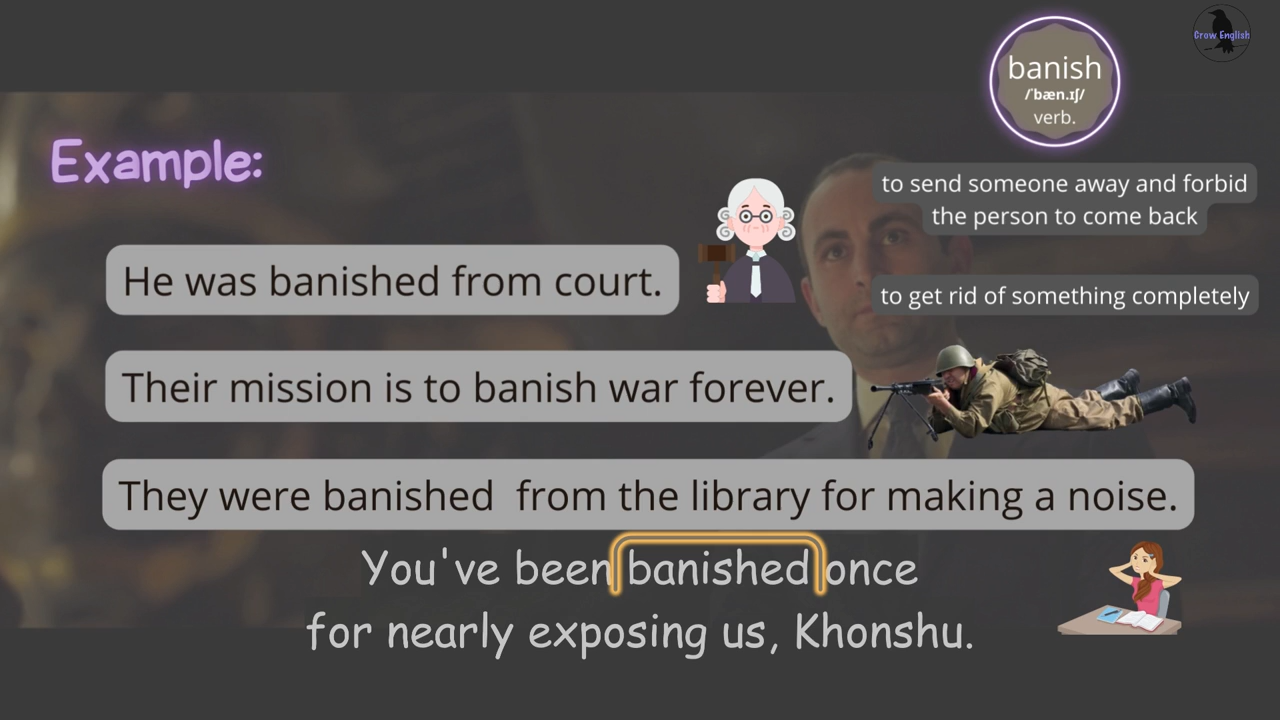 Crow English
banish
/ˈbæn.ɪʃ/
verb.
Example:
to send someone away and forbid
the person to come back
He was banished from court.
to get rid of something completely
Their mission is to banish war forever.
They were banished from the library for making a noise.
You've been banished once
for nearly exposing us, Khonshu.